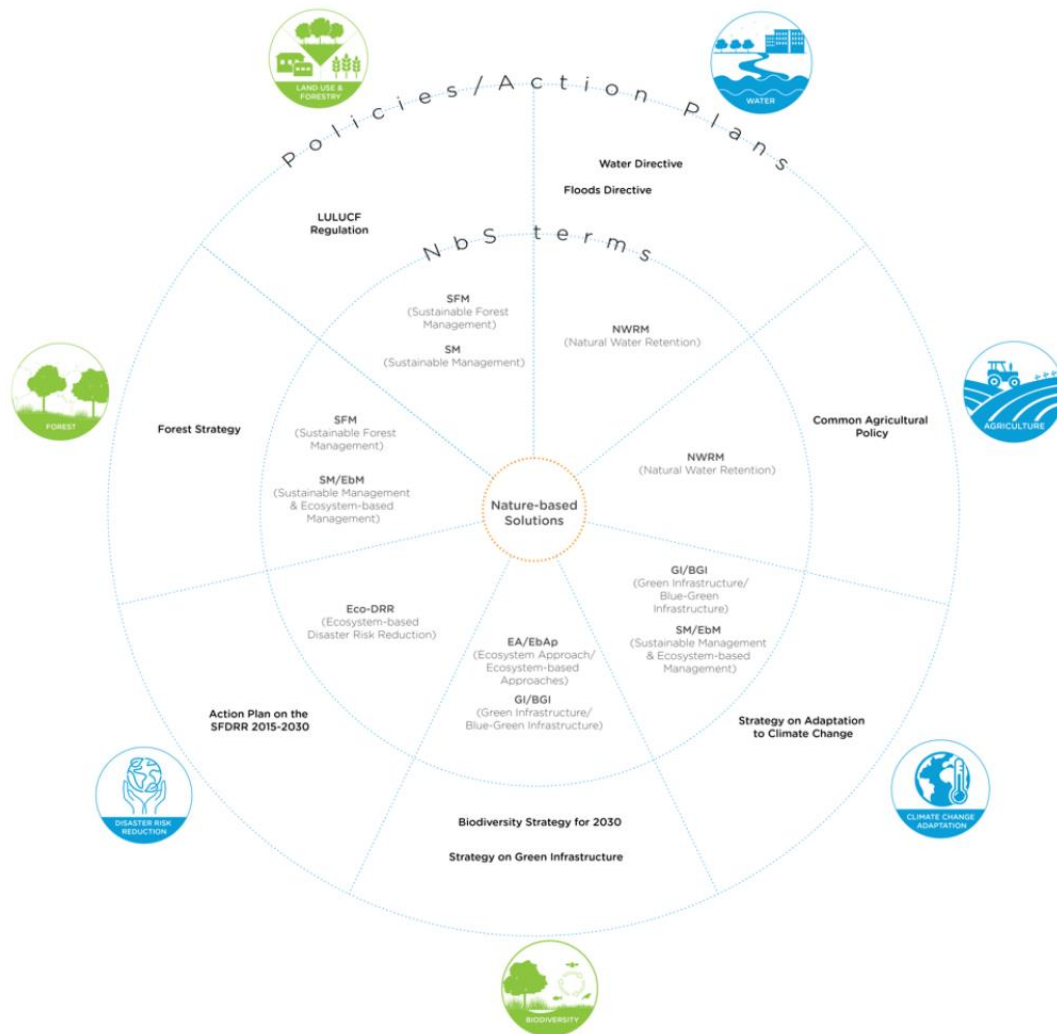 LAND USE &
FORESTRY
WATER
Policies/Action Plans
Water Directive
Floods Directive
LULUCF
Regulation
NbS terms
SFM
(Sustainable Forest
Management)
SM
(Sustainable Management)
NWRM
(Natural Water Retention)
FOREST
Forest Strategy
SFM
(Sustainable Forest
Management)
SM/EbM
(Sustainable Management
& Ecosystem-based
Management)
Nature-based
Solutions
NWRM
(Natural Water Retention)
Common Agricultural
Policy
AGRICULTURE
GI/BGI
(Green Infrastructure/
Blue-Green
Infrastructure)
SM/EbM
(Sustainable Management
& Ecosystem-based
Management)
Eco-DRR
(Ecosystem-based
Disaster Risk Reduction)
EA/EbAp
(Ecosystem Approach/
Ecosystem-based
Approaches)
GI/BGI
(Green Infrastructure/
Blue-Green Infrastructure)
Action Plan on the
SFDRR 2015-2030
Strategy on Adaptation
to Climate Change
DISASTER RISK
REDUCTION
CLIMATE CHANGE
ADAPTATION
Biodiversity Strategy for 2030
Strategy on Green Infrastructure
BIODIVERSITY